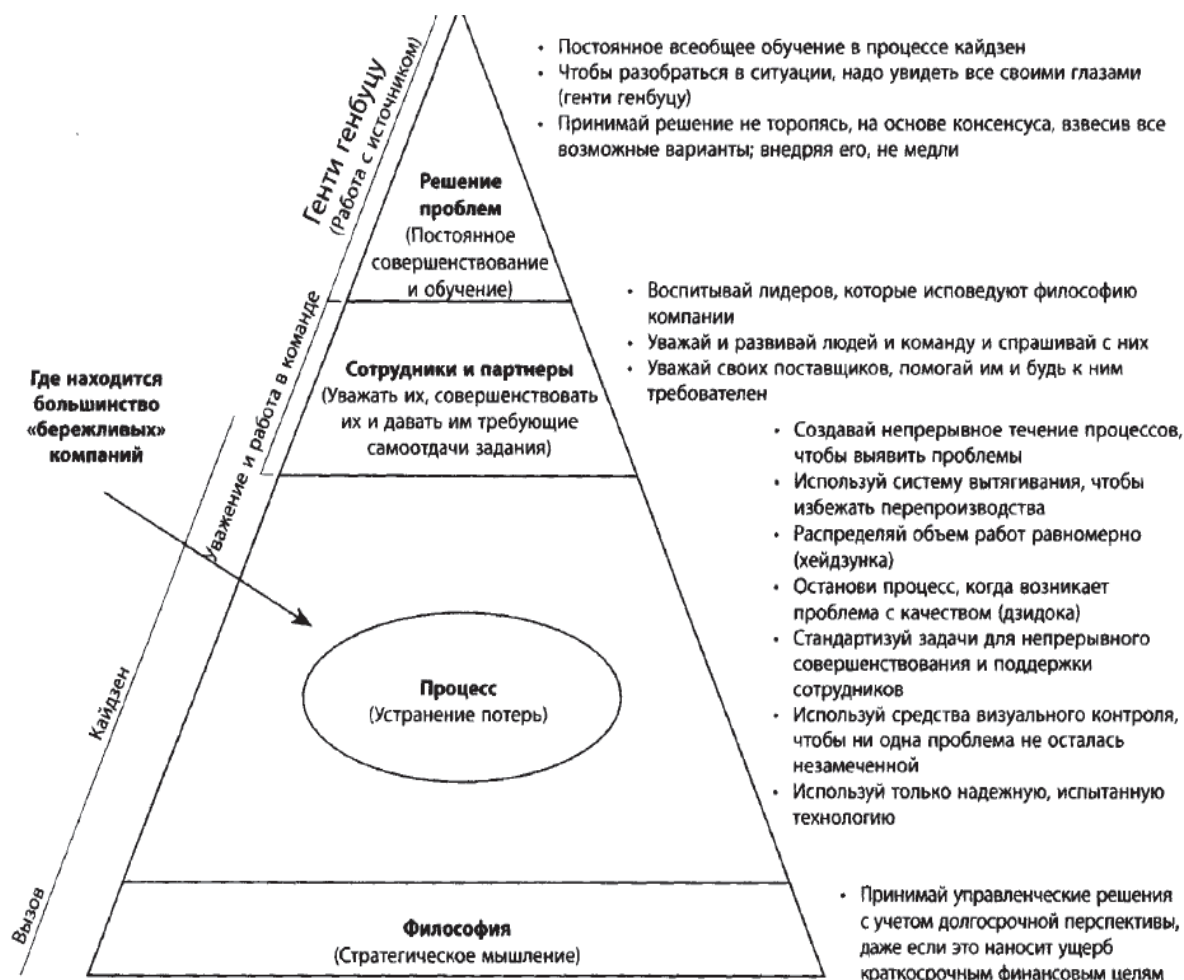 Генти генбуцу
(Работа с источником)
• Постоянное всеобщее обучение в процессе кайдзен
• Чтобы разобраться в ситуации, надо увидеть все своими глазами
(генти генбуцу)
• Принимай решение не торопясь, на основе консенсуса, взвесив все
возможные варианты; внедряя его, не медли
Решение
проблем
(Постоянное
совершенствование
и обучение)
Уважение и работа в команде
• Воспитывай лидеров, которые исповедуют философию
компании
• Уважай и развивай людей и команду и спрашивай с них
• Уважай своих поставщиков, помогай им и будь к ним
требователен
Сотрудники и партнеры
(Уважать их, совершенствовать
их и давать им требующие
самоотдачи задания)
Где находится
большинство
«бережливых»
компаний
• Создавай непрерывное течение процессов,
чтобы выявить проблемы
• Используй систему вытягивания, чтобы
избежать перепроизводства
• Распределяй объем работ равномерно
(хейдзунка)
• Останови процесс, когда возникает
проблема с качеством (дзидока)
• Стандартизуй задачи для непрерывного
совершенствования и поддержки
сотрудников
• Используй средства визуального контроля,
чтобы ни одна проблема не осталась
незамеченной
• Используй только надежную, испытанную
технологию
Кайдзен
Процесс
(Устранение потерь)
Вызов
Философия
(Стратегическое мышление)
• Принимай управленческие решения
с учетом долгосрочной перспективы,
даже если это наносит ущерб
краткосрочным финансовым целям